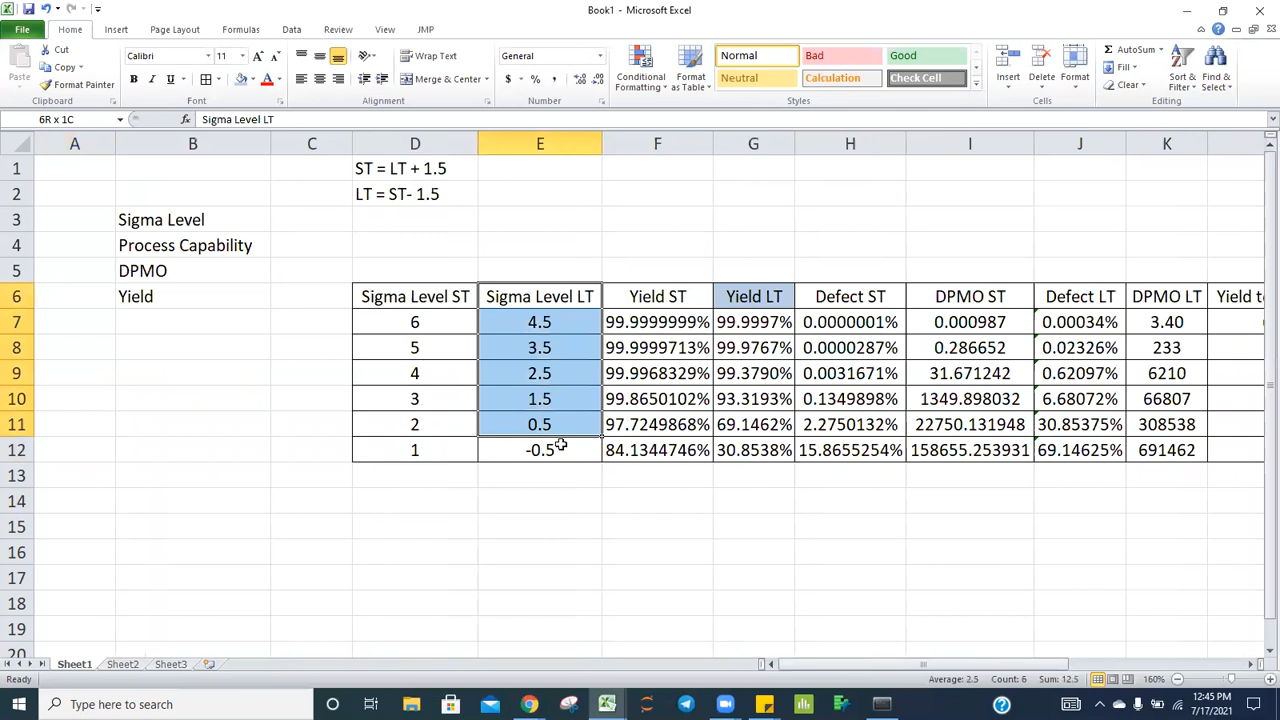 Book1 - Microsoft Excel
File Home Insert Page Layout Formulas Data Review View JMP
Cut
Copy
Format Painter
Paste
Clipboard
Calibri 11
B I U
Font
Wrap Text
Merge & Center
Alignment
General
$ % ,
Number
Conditional Formatting
Format as Table
Normal Bad Good
Neutral Calculation Check Cell
Styles
Insert Delete Format
Cells
AutoSum
Fill
Clear
Sort & Filter
Find & Select
Editing
6R x 1C fx Sigma Level LT
A B C D E F G H I J K
1 ST = LT + 1.5
2 LT = ST- 1.5
3 Sigma Level
4 Process Capability
5 DPMO
6 Yield Sigma Level ST Sigma Level LT Yield ST Yield LT Defect ST DPMO ST Defect LT DPMO LT Yield
7 6 4.5 99.9999999% 99.9997% 0.0000001% 0.000987 0.00034% 3.40
8 5 3.5 99.9999713% 99.9767% 0.0000287% 0.286652 0.02326% 233
9 4 2.5 99.9968329% 99.3790% 0.0031671% 31.671242 0.62097% 6210
10 3 1.5 99.8650102% 93.3193% 0.1349898% 1349.898032 6.68072% 66807
11 2 0.5 97.7249868% 69.1462% 2.2750132% 22750.131948 30.85375% 308538
12 1 -0.5 84.1344746% 30.8538% 15.8655254% 158655.253931 69.14625% 691462
13
14
15
16
17
18
19
20
Sheet1 Sheet2 Sheet3
Ready Average: 2.5 Count: 6 Sum: 12.5 160%
Type here to search
12:45 PM
7/17/2021